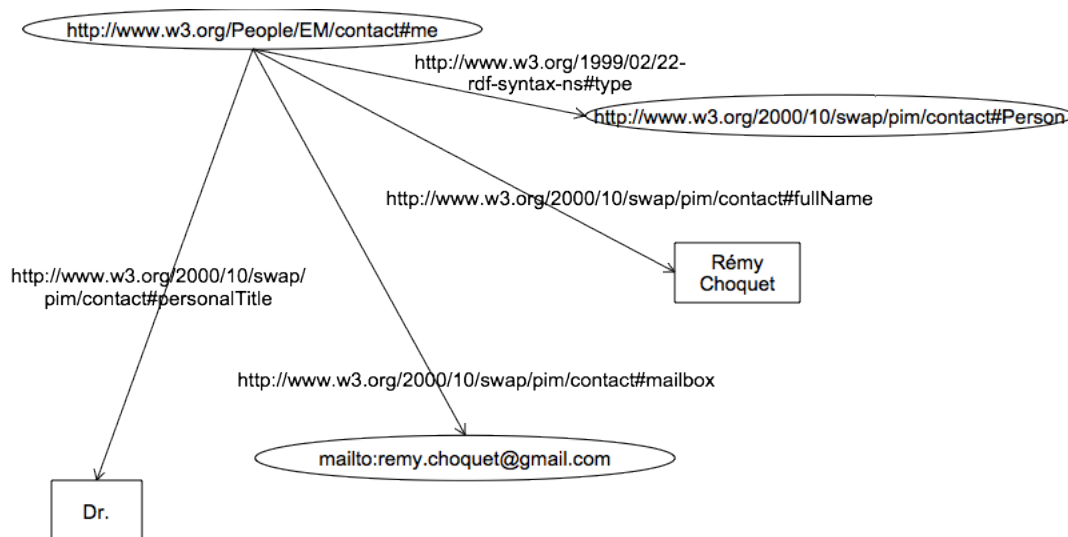 http://www.w3.org/People/EM/contact#me
http://www.w3.org/1999/02/22-
rdf-syntax-ns#type
http://www.w3.org/2000/10/swap/pim/contact#Person
http://www.w3.org/2000/10/swap/pim/contact#fullName
Rémy
Choquet
http://www.w3.org/2000/10/swap/
pim/contact#personalTitle
http://www.w3.org/2000/10/swap/pim/contact#mailbox
mailto:remy.choquet@gmail.com
Dr.